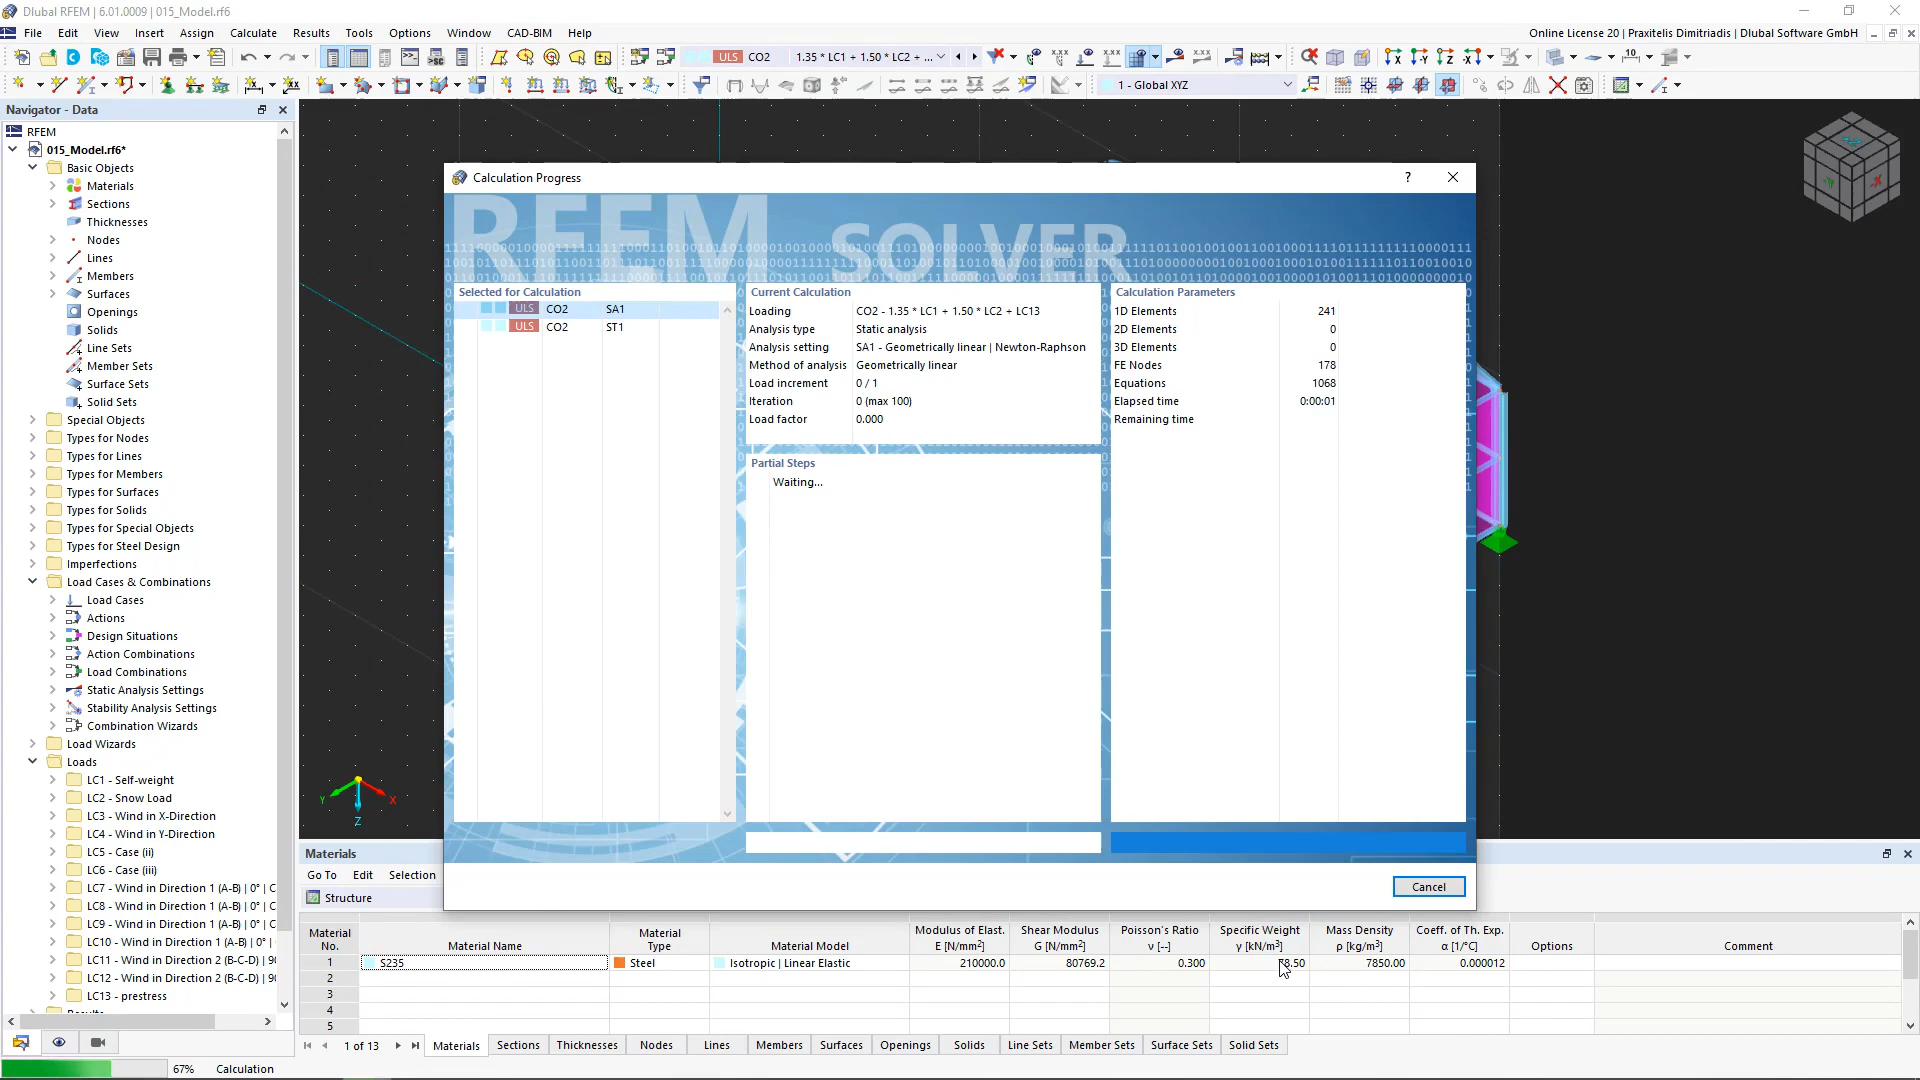 Dlubal RFEM | 6.01.0009 | 015_Model.rf6*
File Edit View Insert Assign Calculate Results Tools Options Window CAD-BIM Help
Online License 20 | Praxitelis Dimitriadis | Dlubal Software GmbH
ULS CO2 1.35 * LC1 + 1.50 * LC2 + ...
1 - Global XYZ
Navigator - Data
RFEM
015_Model.rf6*
Basic Objects
Materials
Sections
Thicknesses
Nodes
Lines
Members
Surfaces
Openings
Solids
Line Sets
Member Sets
Surface Sets
Solid Sets
Special Objects
Types for Nodes
Types for Lines
Types for Members
Types for Surfaces
Types for Solids
Types for Special Objects
Types for Steel Design
Imperfections
Load Cases & Combinations
Load Cases
Actions
Design Situations
Action Combinations
Load Combinations
Static Analysis Settings
Stability Analysis Settings
Combination Wizards
Load Wizards
Loads
LC1 - Self-weight
LC2 - Snow Load
LC3 - Wind in X-Direction
LC4 - Wind in Y-Direction
LC5 - Case (ii)
LC6 - Case (iii)
LC7 - Wind in Direction 1 (A-B) | 0° | C
LC8 - Wind in Direction 1 (A-B) | 0° | C
LC9 - Wind in Direction 1 (A-B) | 0° | C
LC10 - Wind in Direction 1 (A-B) | 0° |
LC11 - Wind in Direction 2 (B-C-D) | 9(
LC12 - Wind in Direction 2 (B-C-D) | 9(
LC13 - prestress
Calculation Progress
RFEM SOLVER
Selected for Calculation
ULS CO2 SA1
ULS CO2 ST1
Current Calculation
Loading CO2 - 1.35 * LC1 + 1.50 * LC2 + LC13
Analysis type Static analysis
Analysis setting SA1 - Geometrically linear | Newton-Raphson
Method of analysis Geometrically linear
Load increment 0 / 1
Iteration 0 (max 100)
Load factor 0.000
Partial Steps
Waiting...
Calculation Parameters
1D Elements 241
2D Elements 0
3D Elements 0
FE Nodes 178
Equations 1068
Elapsed time 0:00:01
Remaining time
Cancel
Y X Z
Materials
Go To Edit Selection
Structure
Material No. Material Name Material Type Material Model Modulus of Elast. E [N/mm²] Shear Modulus G [N/mm²] Poisson's Ratio ν [--] Specific Weight γ [kN/m³] Mass Density ρ [kg/m³] Coeff. of Th. Exp. α [1/°C] Options Comment
1 S235 Steel Isotropic | Linear Elastic 210000.0 80769.2 0.300 78.50 7850.00 0.000012
2
3
4
5
1 of 13 Materials Sections Thicknesses Nodes Lines Members Surfaces Openings Solids Line Sets Member Sets Surface Sets Solid Sets
67% Calculation